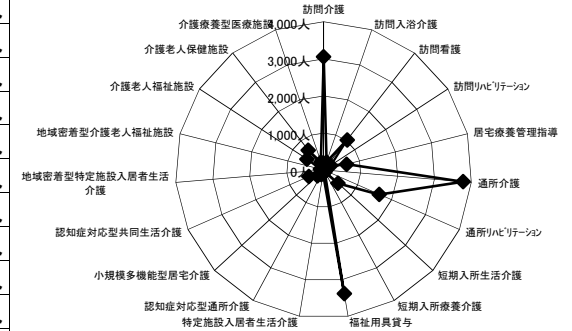 訪問介護
訪問入浴介護
訪問看護
訪問ﾘﾊﾋﾞﾘﾃｰｼｮﾝ
居宅療養管理指導
通所介護
通所ﾘﾊﾋﾞﾘﾃｰｼｮﾝ
短期入所生活介護
短期入所療養介護
福祉用具貸与
特定施設入居者生活介護
認知症対応型通所介護
小規模多機能型居宅介護
認知症対応型共同生活介護
地域密着型特定施設入居者生活
介護
地域密着型介護老人福祉施設
介護老人福祉施設
介護老人保健施設
介護療養型医療施設
4,000人
3,000人
2,000人
1,000人
0人